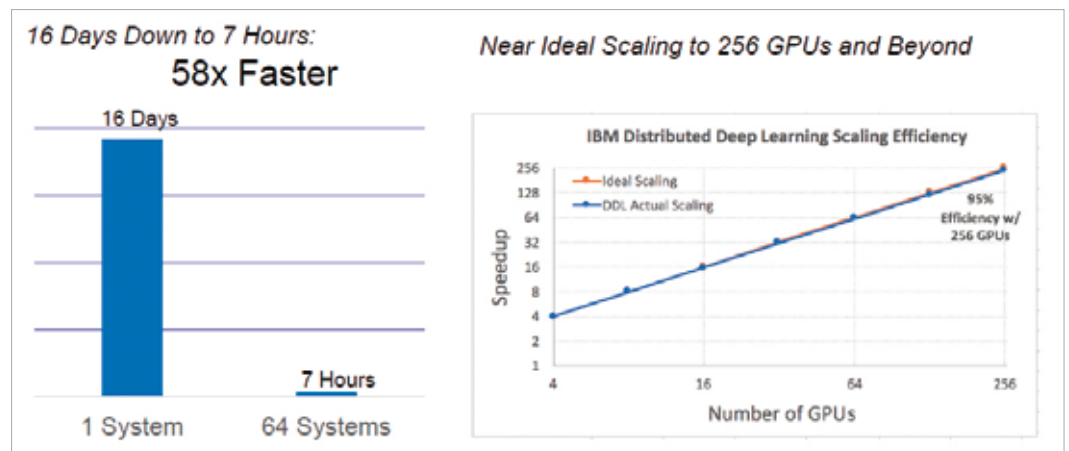 16 Days Down to 7 Hours:
58x Faster
16 Days
7 Hours
1 System
64 Systems
Near Ideal Scaling to 256 GPUs and Beyond
IBM Distributed Deep Learning Scaling Efficiency
Ideal Scaling
DDL Actual Scaling
95%
Efficiency w/
256 GPUs
Speedup
256
128
64
32
16
8
4
2
1
4 16 64 256
Number of GPUs